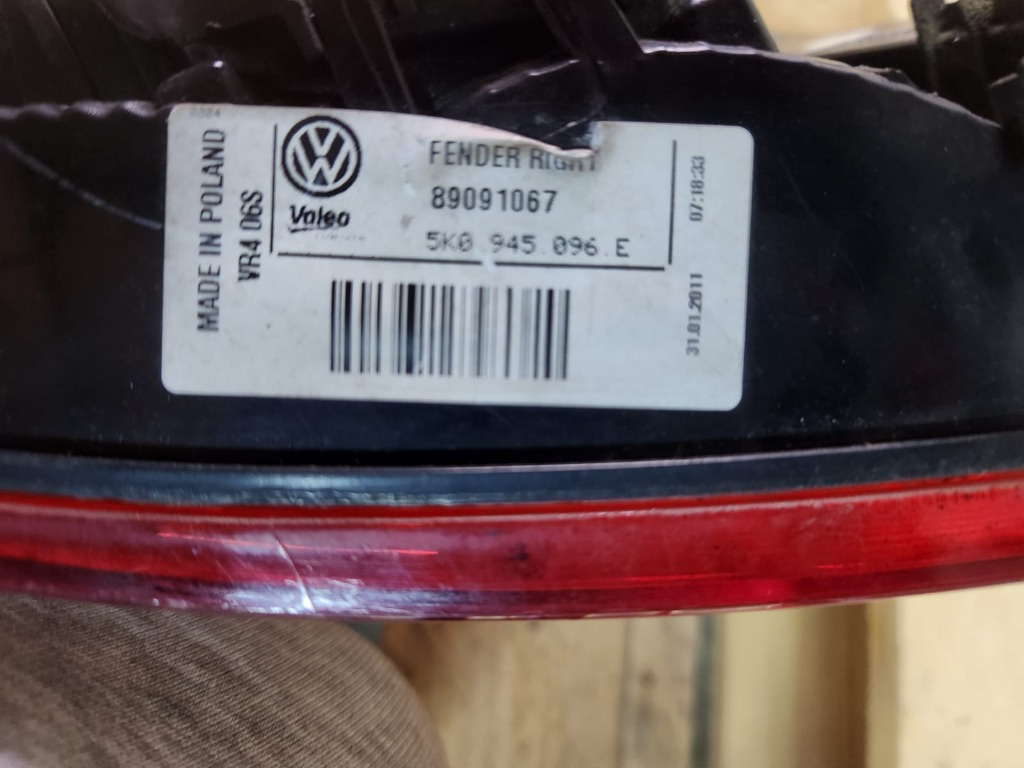 MADE IN POLAND
VR4 06S
Valeo
FENDER RIGHT
89091067
5K0 945.096.E
07:18:33
31.01.2011